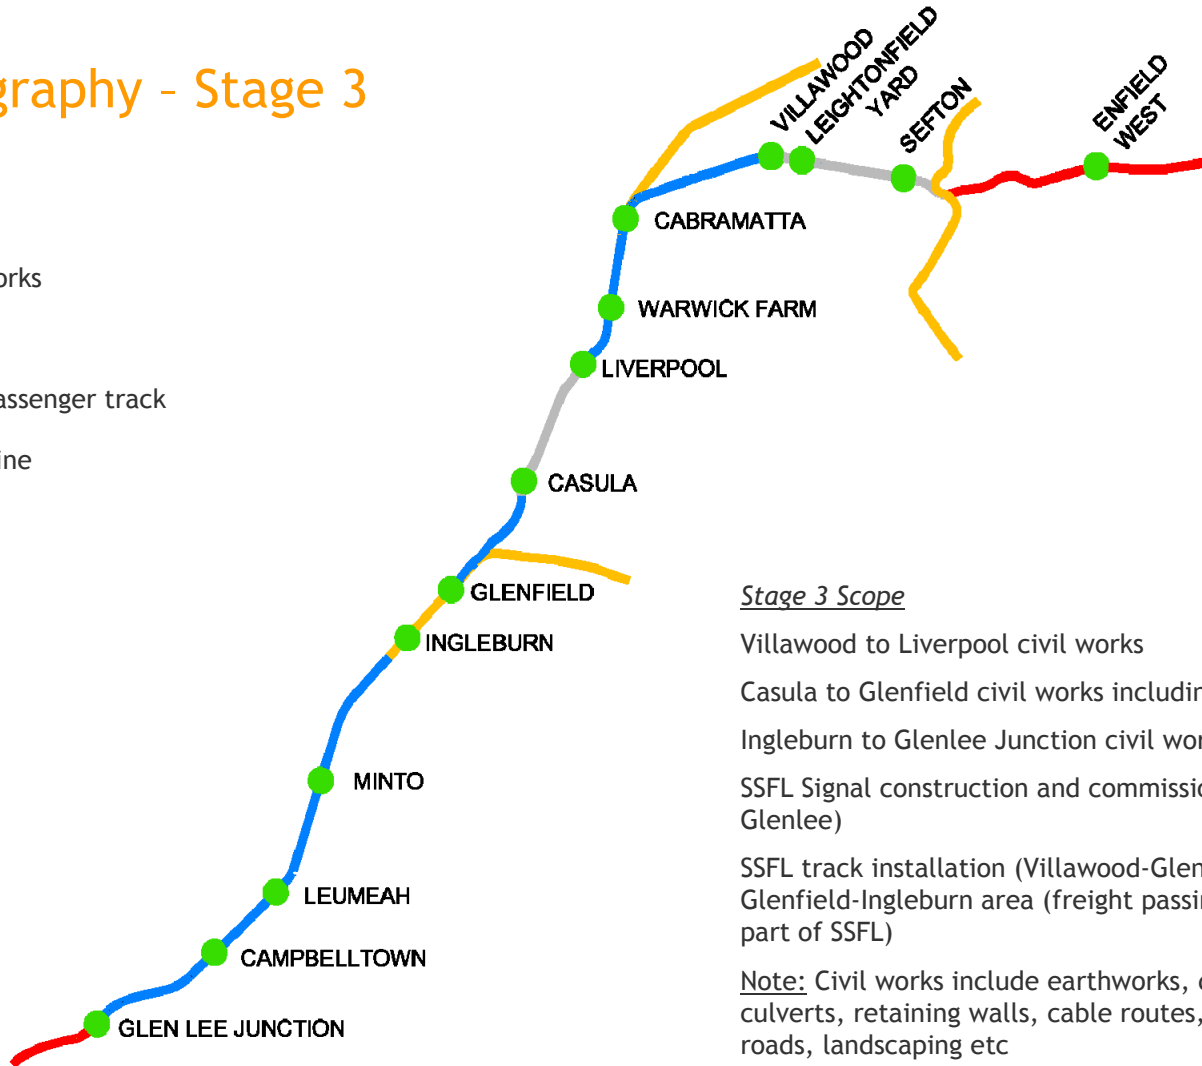 graphy – Stage 3
VILLAWOOD
LEIGHTONFIELD
YARD
SEFTON
ENFIELD
WEST
CABRAMATTA
orks
WARWICK FARM
LIVERPOOL
assenger track
ine
CASULA
GLENFIELD
INGLEBURN
MINTO
LEUMEAH
CAMPBELLTOWN
GLEN LEE JUNCTION
Stage 3 Scope
Villawood to Liverpool civil works
Casula to Glenfield civil works includin
Ingleburn to Glenlee Junction civil wor
SSFL Signal construction and commissio
Glenlee)
SSFL track installation (Villawood-Glen
Glenfield-Ingleburn area (freight passin
part of SSFL)
Note: Civil works include earthworks,
culverts, retaining walls, cable routes,
roads, landscaping etc